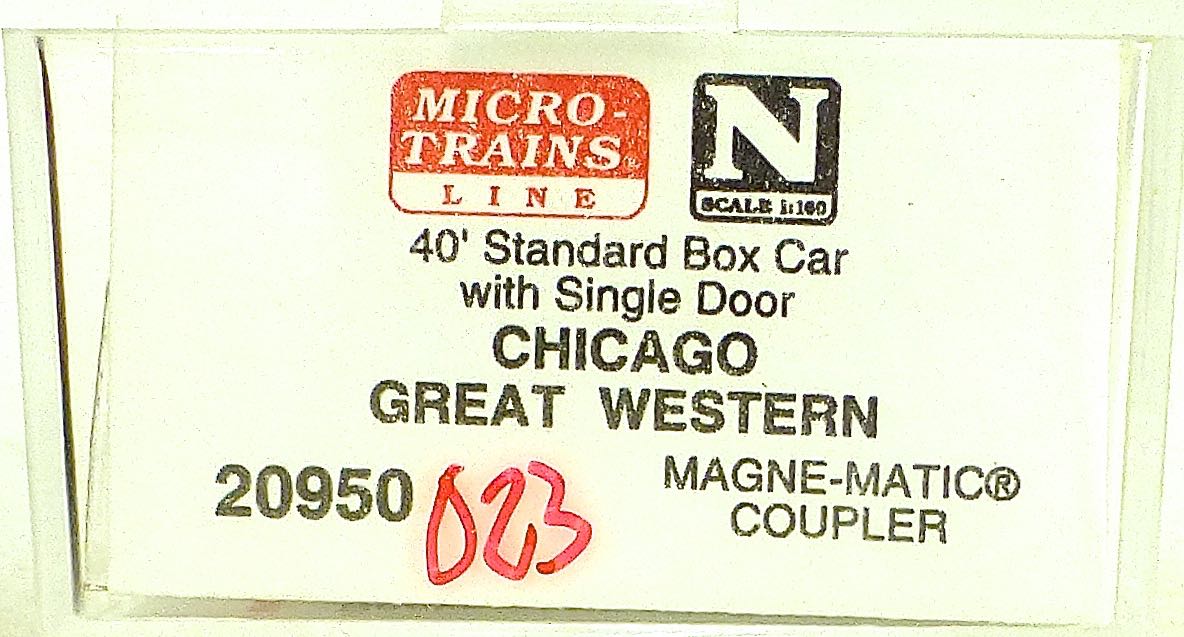 MICRO-
TRAINS®
LINE
N
SCALE 1:160
40' Standard Box Car
with Single Door
CHICAGO
GREAT WESTERN
20950 023
MAGNE-MATIC®
COUPLER